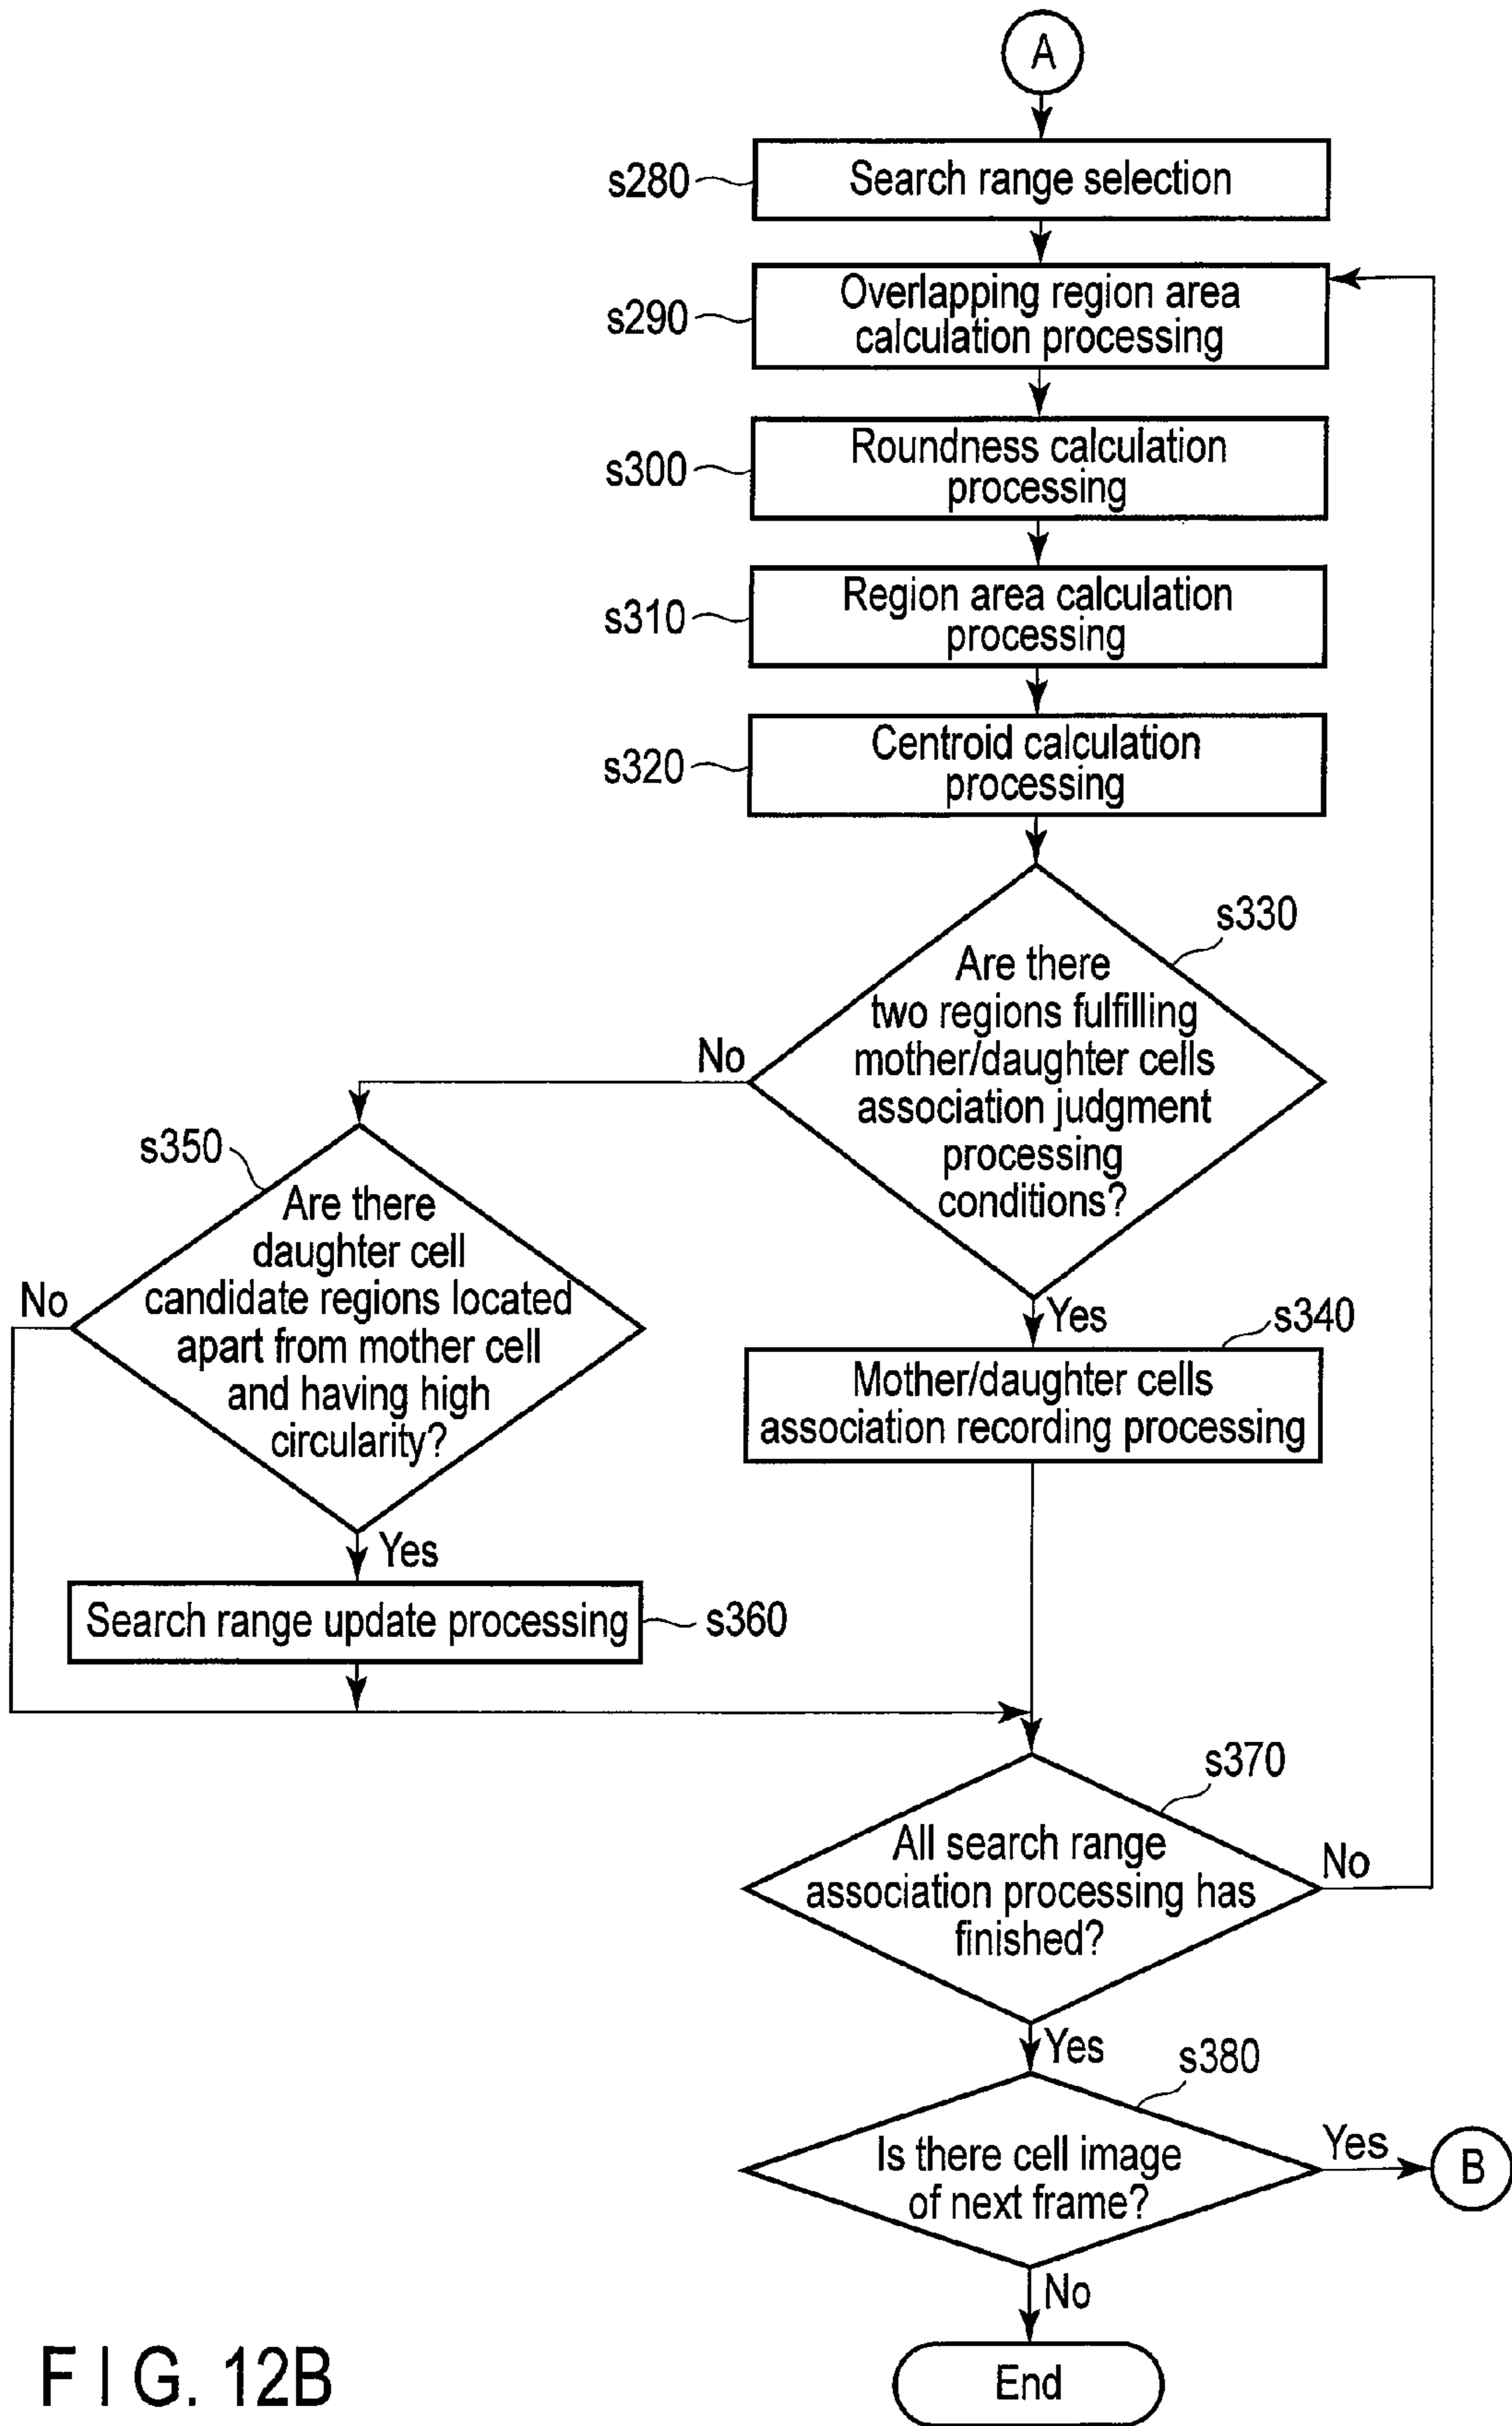 A
s280
Search range selection
s290
Overlapping region area
calculation processing
s300
Roundness calculation
processing
s310
Region area calculation
processing
s320
Centroid calculation
processing
s330
Are there
two regions fulfilling
mother/daughter cells
association judgment
processing
conditions?
No
Yes
s350
Are there
daughter cell
candidate regions located
apart from mother cell
and having high
circularity?
No
Yes
s340
Mother/daughter cells
association recording processing
Search range update processing
s360
s370
All search range
association processing has
finished?
No
Yes
s380
Is there cell image
of next frame?
Yes
B
No
End
FIG. 12B